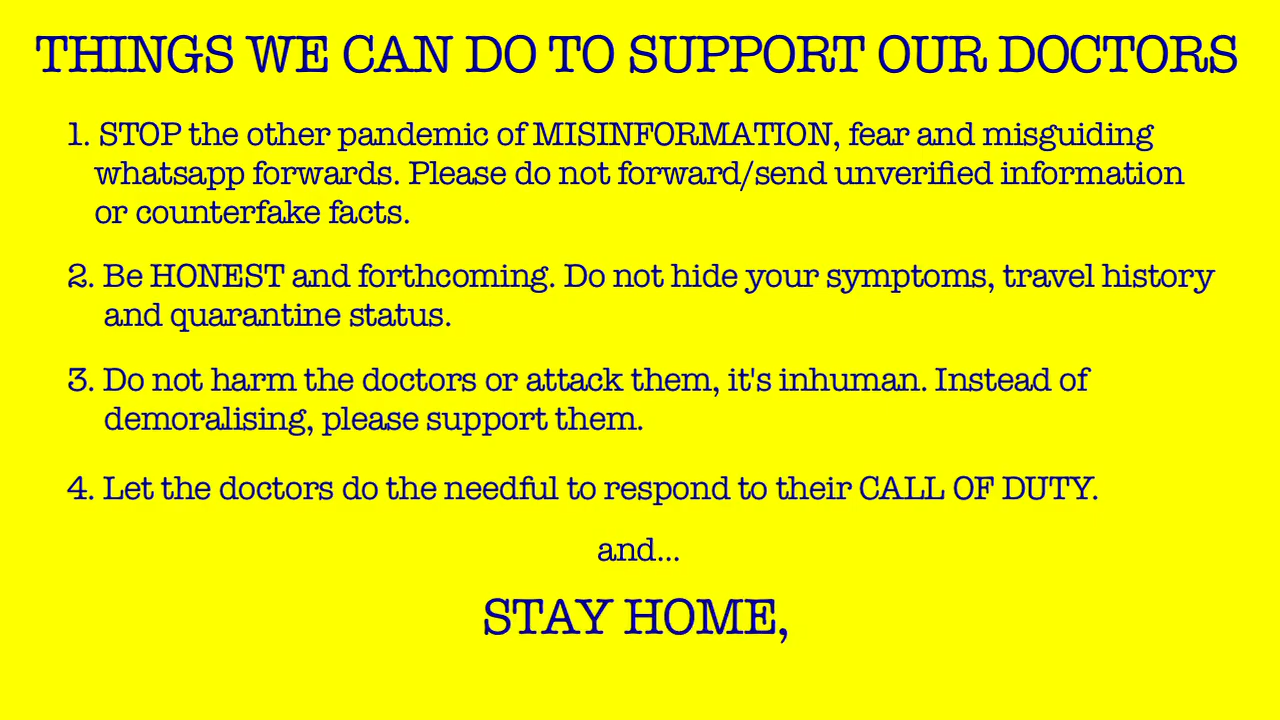 THINGS WE CAN DO TO SUPPORT OUR DOCTORS
1. STOP the other pandemic of MISINFORMATION, fear and misguiding
whatsapp forwards. Please do not forward/send unverified information
or counterfake facts.
2. Be HONEST and forthcoming. Do not hide your symptoms, travel history
and quarantine status.
3. Do not harm the doctors or attack them, it's inhuman. Instead of
demoralising, please support them.
4. Let the doctors do the needful to respond to their CALL OF DUTY.
and...
STAY HOME,